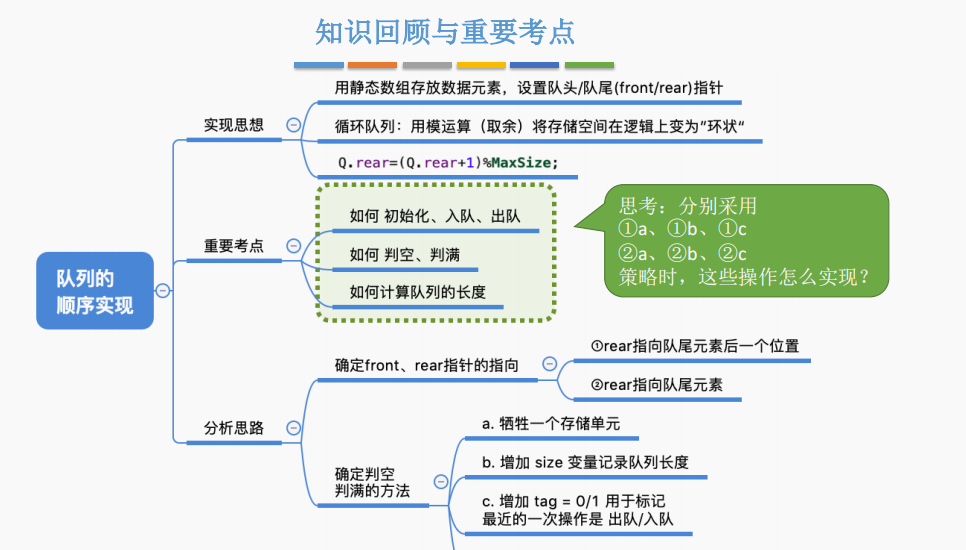 知识回顾与重要考点
用静态数组存放数据元素，设置队头/队尾(front/rear)指针
实现思想
循环队列：用模运算（取余）将存储空间在逻辑上变为"环状“
Q.rear=(Q.rear+1)%MaxSize;
如何 初始化、入队、出队
重要考点
如何 判空、判满
如何计算队列的长度
思考：分别采用
①a、①b、①c
②a、②b、②c
策略时，这些操作怎么实现？
队列的
顺序实现
确定front、rear指针的指向
①rear指向队尾元素后一个位置
②rear指向队尾元素
分析思路
确定判空
判满的方法
a. 牺牲一个存储单元
b. 增加 size 变量记录队列长度
c. 增加 tag = 0/1 用于标记
最近的一次操作是 出队/入队